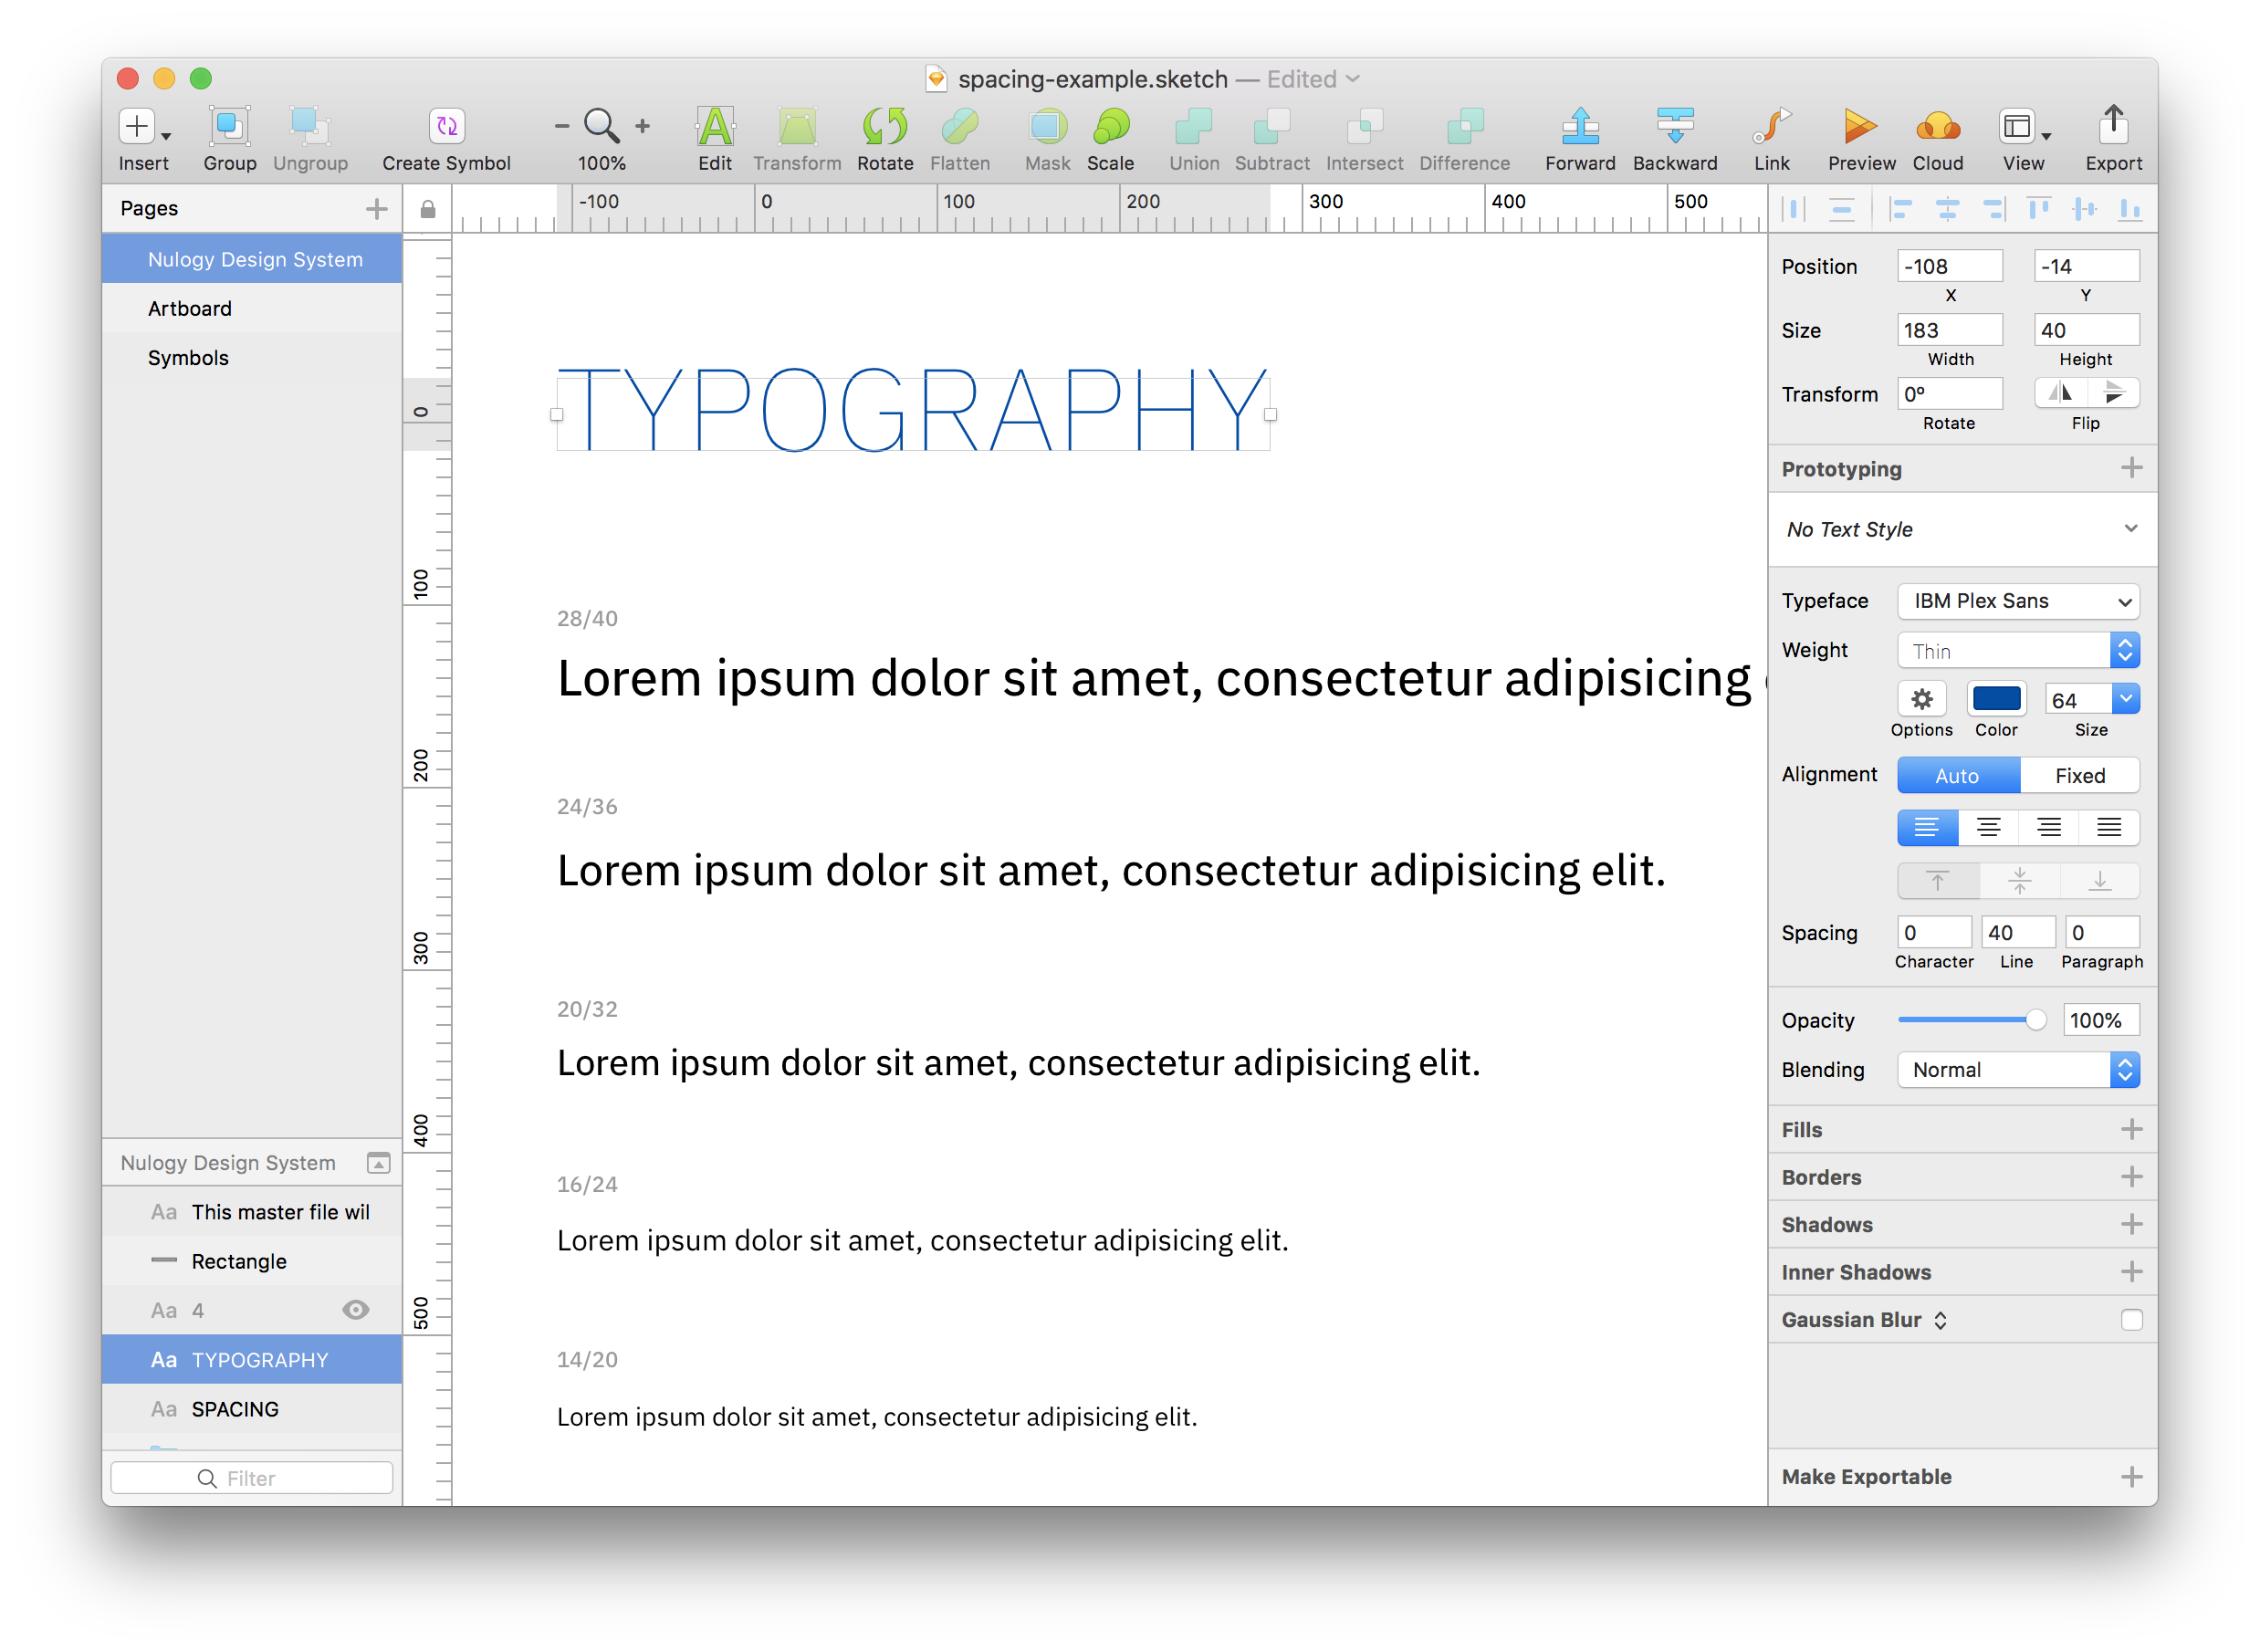 spacing-example.sketch — Edited
Insert
Group
Ungroup
Create Symbol
100%
Edit
Transform
Rotate
Flatten
Mask
Scale
Union
Subtract
Intersect
Difference
Forward
Backward
Link
Preview
Cloud
View
Export
Pages
Nulogy Design System
Artboard
Symbols
Nulogy Design System
Aa This master file wil
Rectangle
Aa 4
Aa TYPOGRAPHY
Aa SPACING
Filter
-100 0 100 200 300 400 500
0
100
200
300
400
500
TYPOGRAPHY
28/40
Lorem ipsum dolor sit amet, consectetur adipisicing
24/36
Lorem ipsum dolor sit amet, consectetur adipisicing elit.
20/32
Lorem ipsum dolor sit amet, consectetur adipisicing elit.
16/24
Lorem ipsum dolor sit amet, consectetur adipisicing elit.
14/20
Lorem ipsum dolor sit amet, consectetur adipisicing elit.
Position -108 -14
X Y
Size 183 40
Width Height
Transform 0º
Rotate Flip
Prototyping
No Text Style
Typeface IBM Plex Sans
Weight Thin
64
Options Color Size
Alignment Auto Fixed
Spacing 0 40 0
Character Line Paragraph
Opacity 100%
Blending Normal
Fills
Borders
Shadows
Inner Shadows
Gaussian Blur
Make Exportable